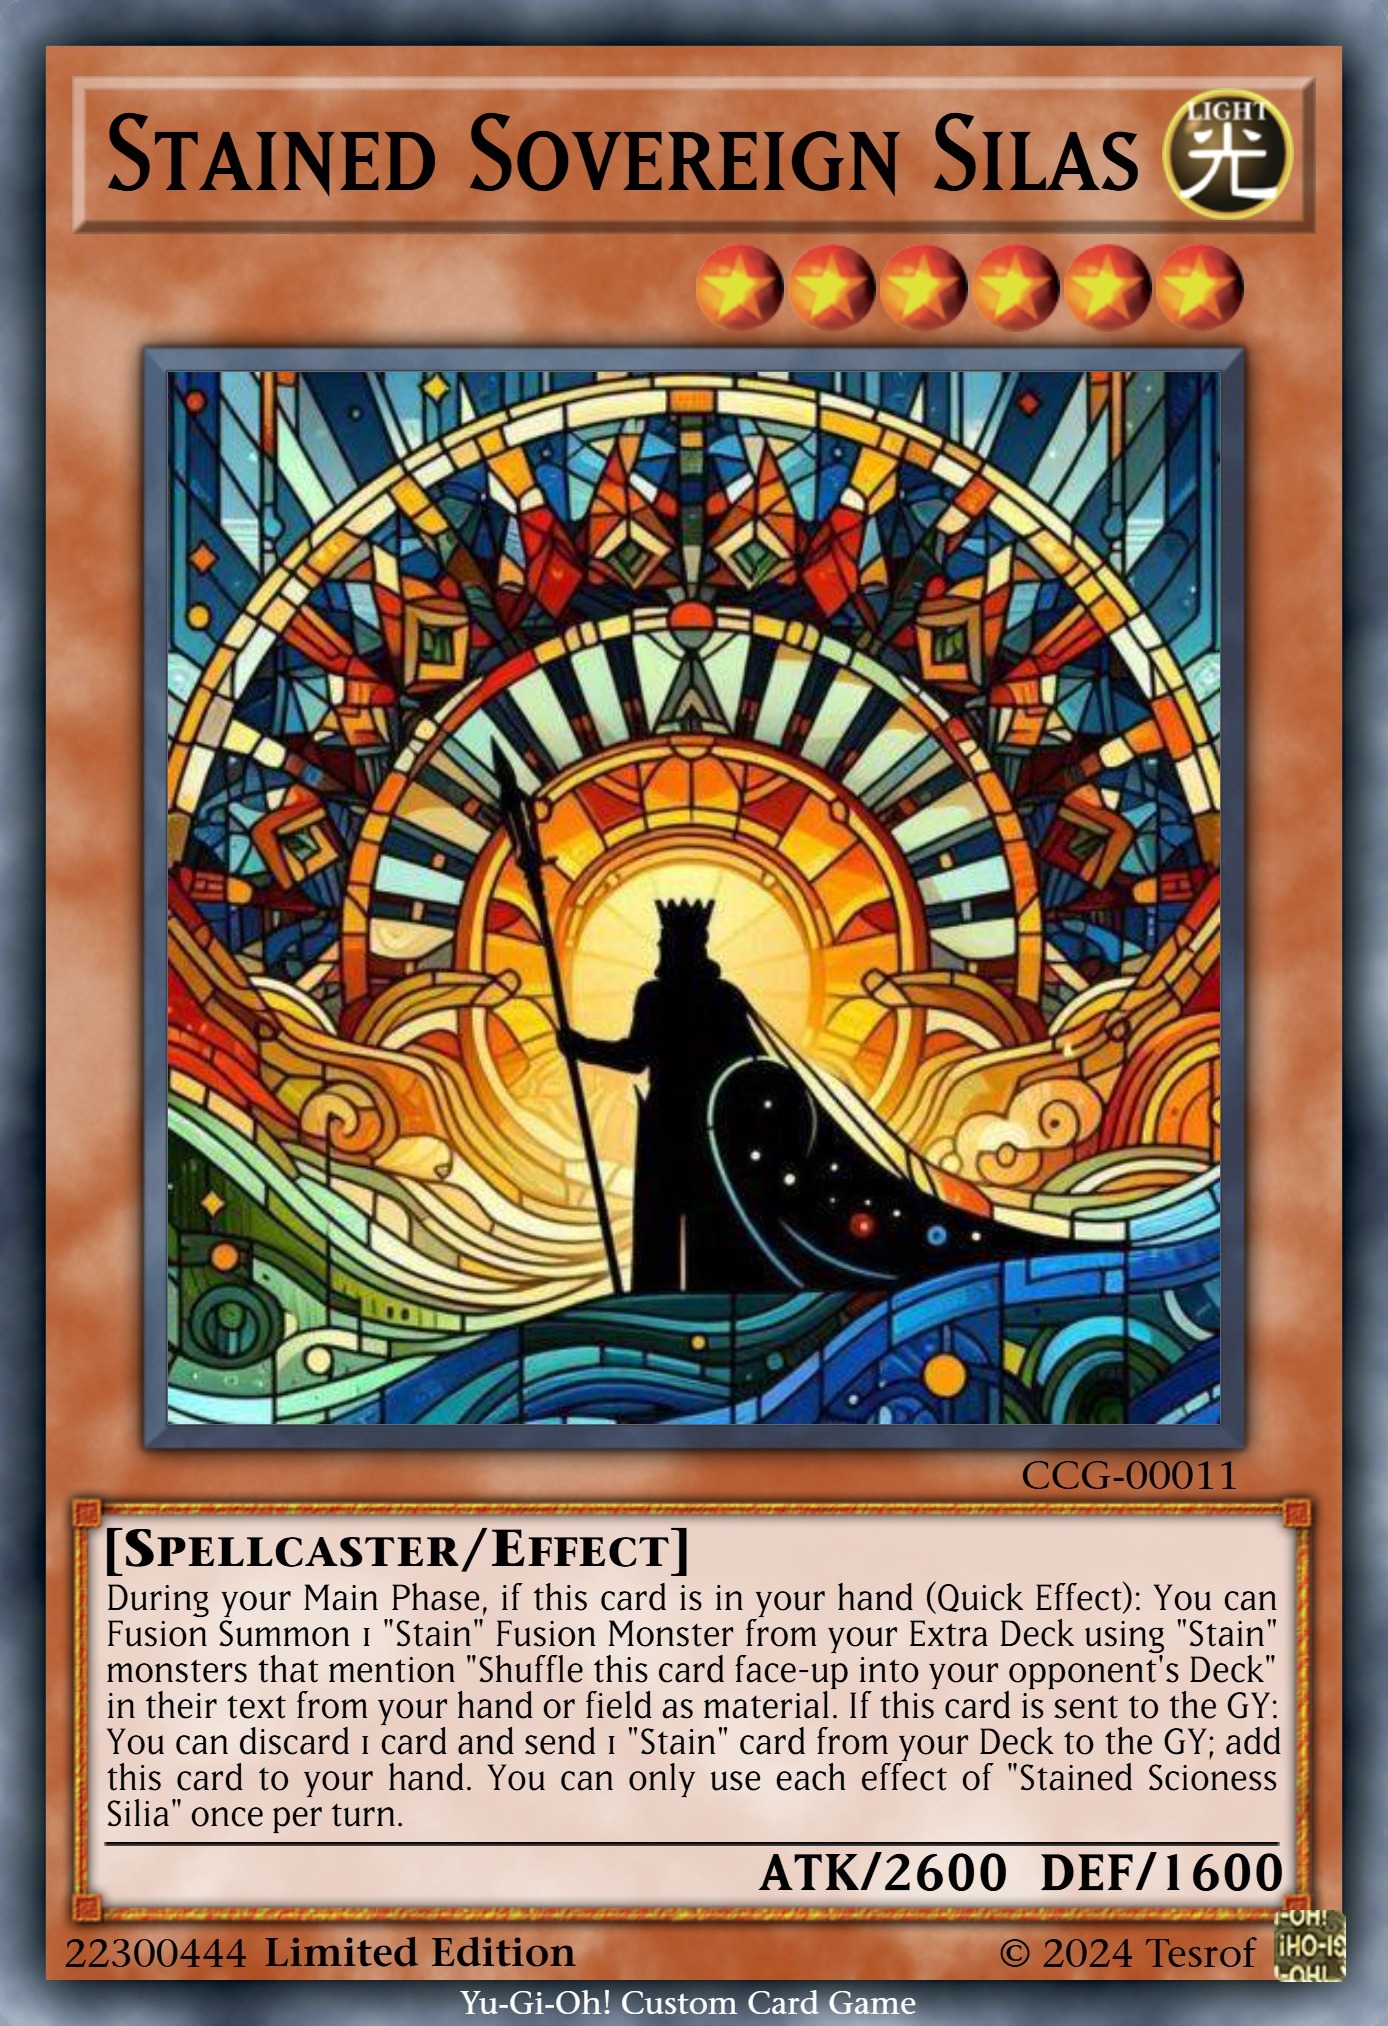 Stained Sovereign Silas
LIGHT
光
CCG-00011
[Spellcaster/Effect]
During your Main Phase, if this card is in your hand (Quick Effect): You can
Fusion Summon 1 "Stain" Fusion Monster from your Extra Deck using "Stain"
monsters that mention "Shuffle this card face-up into your opponent's Deck"
in their text from your hand or field as material. If this card is sent to the GY:
You can discard 1 card and send 1 "Stain" card from your Deck to the GY; add
this card to your hand. You can only use each effect of "Stained Scioness
Silia" once per turn.
ATK/2600 DEF/1600
22300444 Limited Edition
© 2024 Tesrof
Yu-Gi-Oh! Custom Card Game